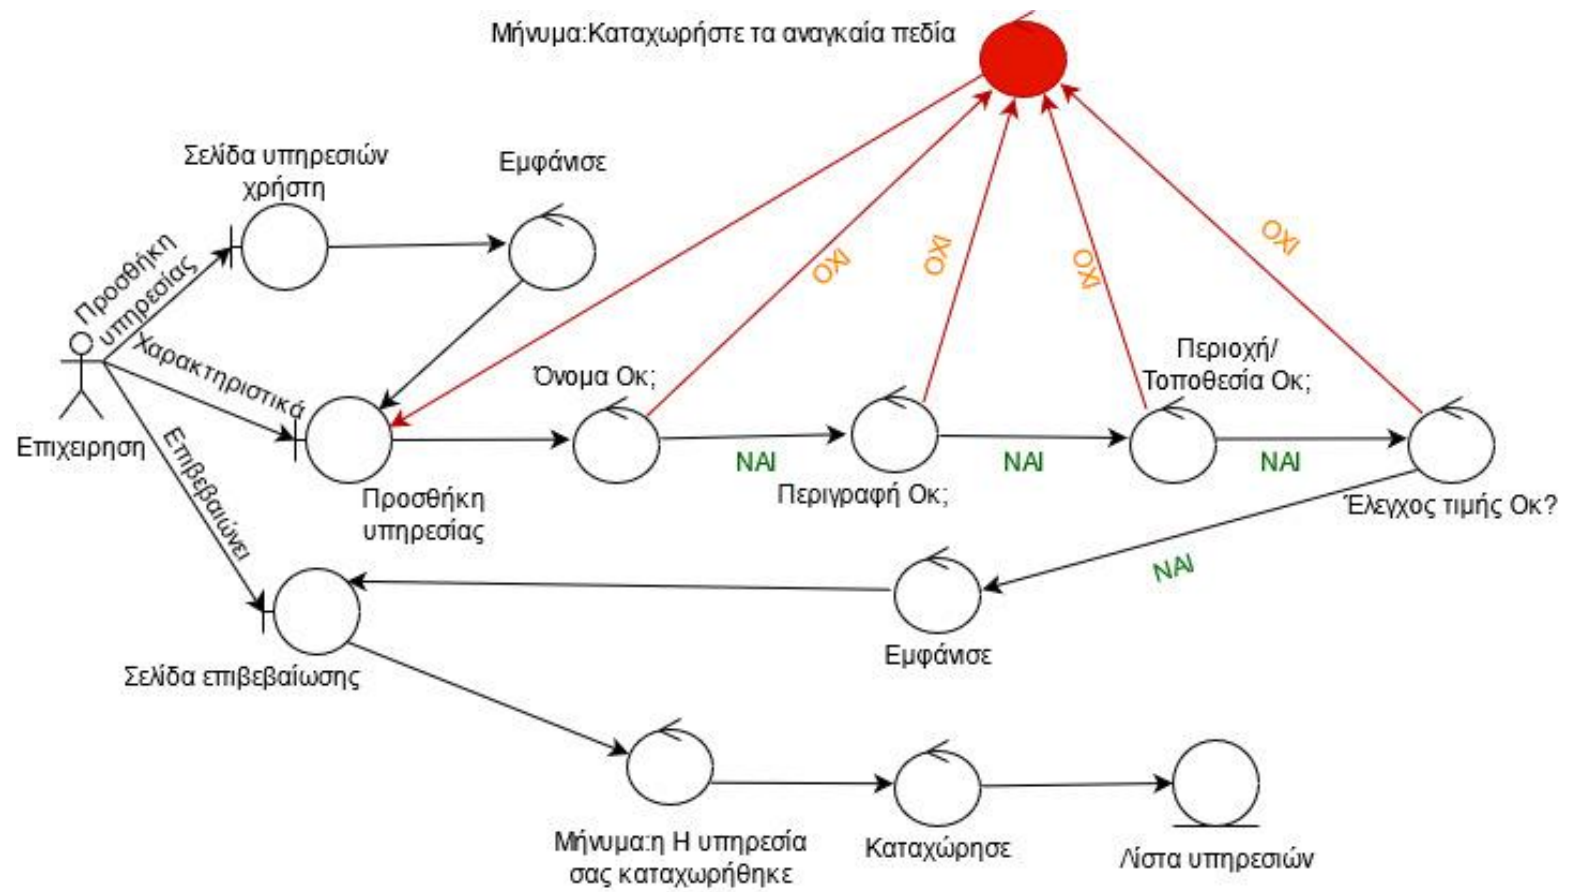 Μήνυμα:Καταχωρήστε τα αναγκαία πεδία
Σελίδα υπηρεσιών
χρήστη
Εμφάνισε
Προσθήκη
υπηρεσίας
Χαρακτηριστικά
Επιβεβαιώνει
Επιχειρηση
Προσθήκη
υπηρεσίας
Όνομα Οκ;
ΟΧΙ
ΟΧΙ
ΟΧΙ
ΟΧΙ
Περιοχή/
Τοποθεσία Οκ;
ΝΑΙ
ΝΑΙ
ΝΑΙ
Περιγραφή Οκ;
Έλεγχος τιμής Οκ?
ΝΑΙ
Εμφάνισε
Σελίδα επιβεβαίωσης
Μήνυμα:η Η υπηρεσία
σας καταχωρήθηκε
Καταχώρησε
Λίστα υπηρεσιών